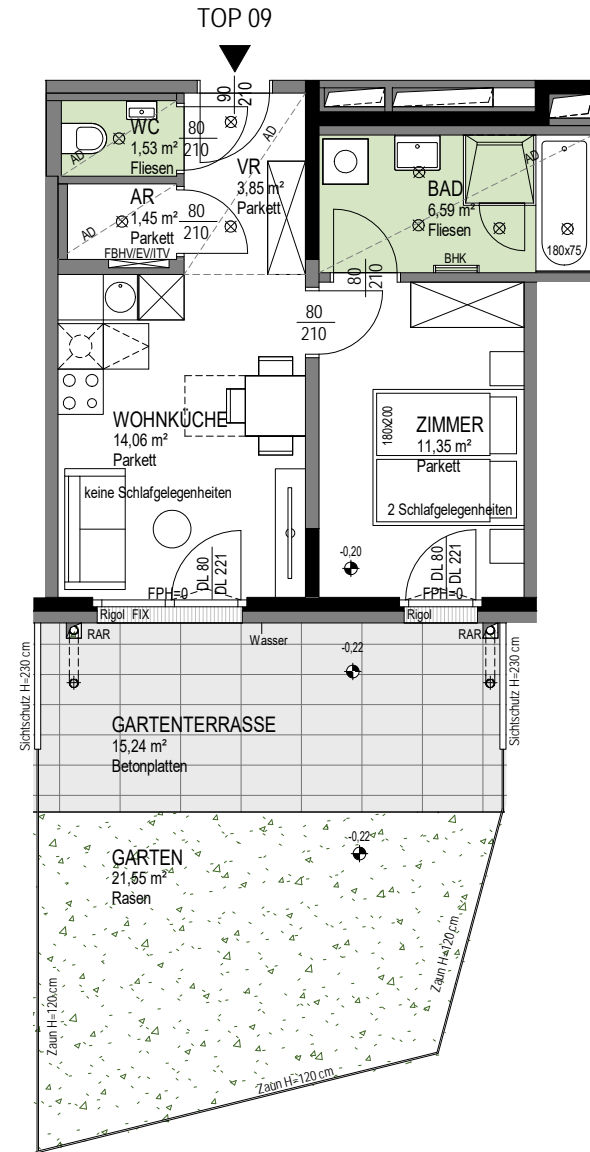 TOP 09
90
210
WC
1,53 m²
Fliesen
AD
80
210
AD
VR
3,85 m²
Parkett
AR
1,45 m²
Parkett
AD
80
210
FBHV/EV/ITV
BAD
6,59 m²
Fliesen
AD
180x75
BHK
80
210
80
210
WOHNKÜCHE
14,06 m²
Parkett
keine Schlafgelegenheiten
180x200
ZIMMER
11,35 m²
Parkett
2 Schlafgelegenheiten
-0,20
DL 80
DL 221
FPH=0
DL 80
DL 221
FPH=0
Rigol
FIX
Rigol
RAR
Wasser
RAR
Sichtschutz H=230 cm
Sichtschutz H=230 cm
-0,22
GARTENTERRASSE
15,24 m²
Betonplatten
-0,22
GARTEN
21,55 m²
Rasen
Zaun H=120cm
Zaun H=120cm
Zaun H=120 cm